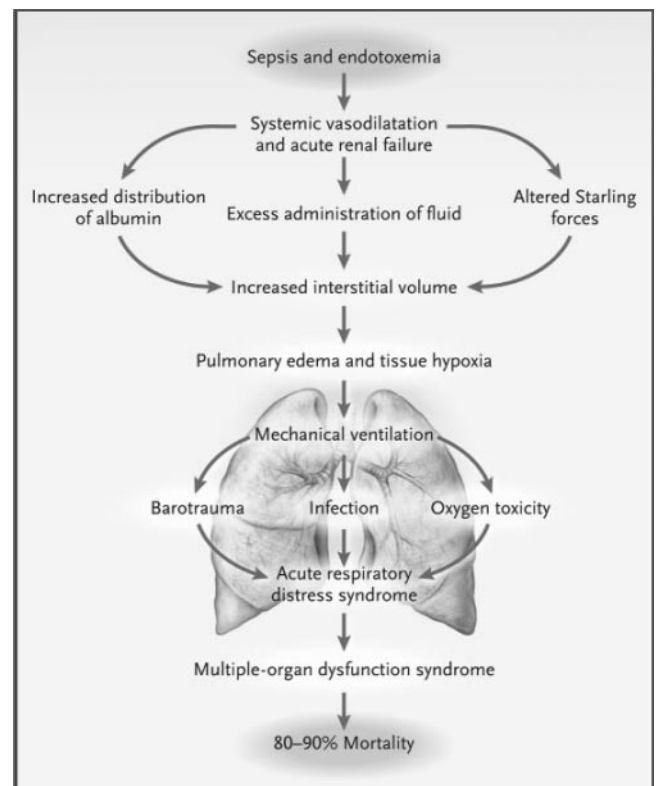 Sepsis and endotoxemia
Systemic vasodilatation
and acute renal failure
Increased distribution
of albumin
Excess administration of fluid
Altered Starling
forces
Increased interstitial volume
Pulmonary edema and tissue hypoxia
Mechanical ventilation
Barotrauma
Infection
Oxygen toxicity
Acute respiratory
distress syndrome
Multiple-organ dysfunction syndrome
80–90% Mortality